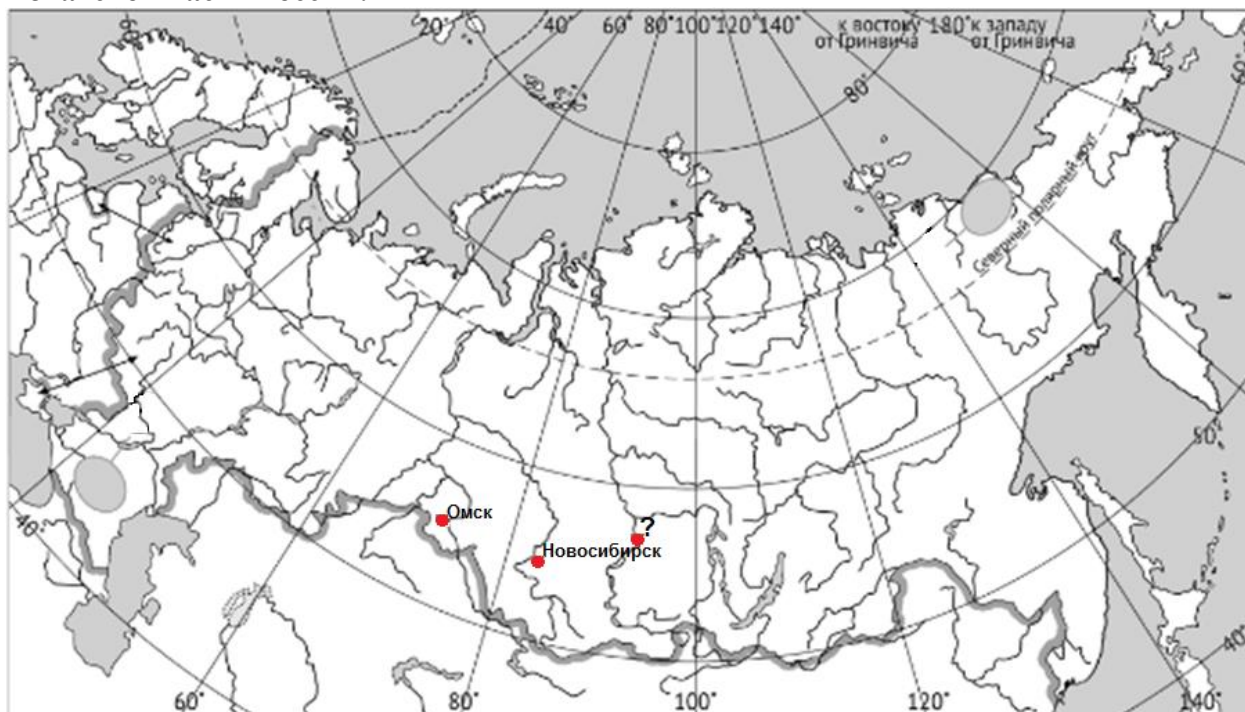 20° 40° 60° 80° 100° 120° 140° к востоку 180° к западу
от Гринвича от Гринвича
80°
Северный полярный круг
50°
Омск
?
Новосибирск
40°
40°
60° 80° 100° 120° 140°